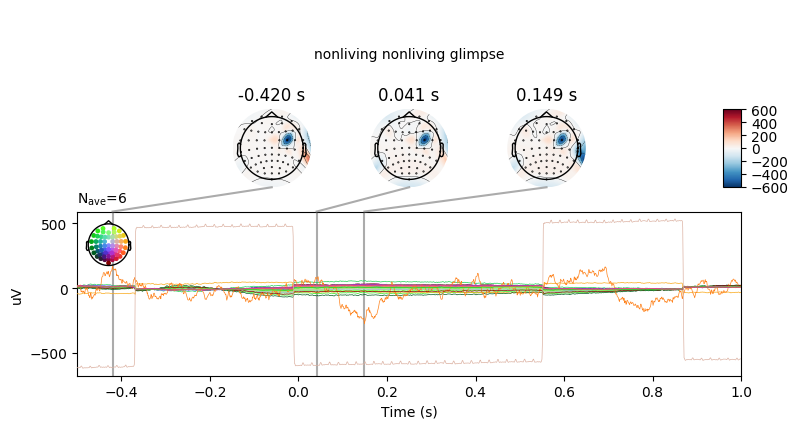 nonliving nonliving glimpse
-0.420 s 0.041 s 0.149 s
600
400
200
0
−200
−400
−600
Nave=6
500
0
−500
uV
−0.4 −0.2 0.0 0.2 0.4 0.6 0.8 1.0
Time (s)